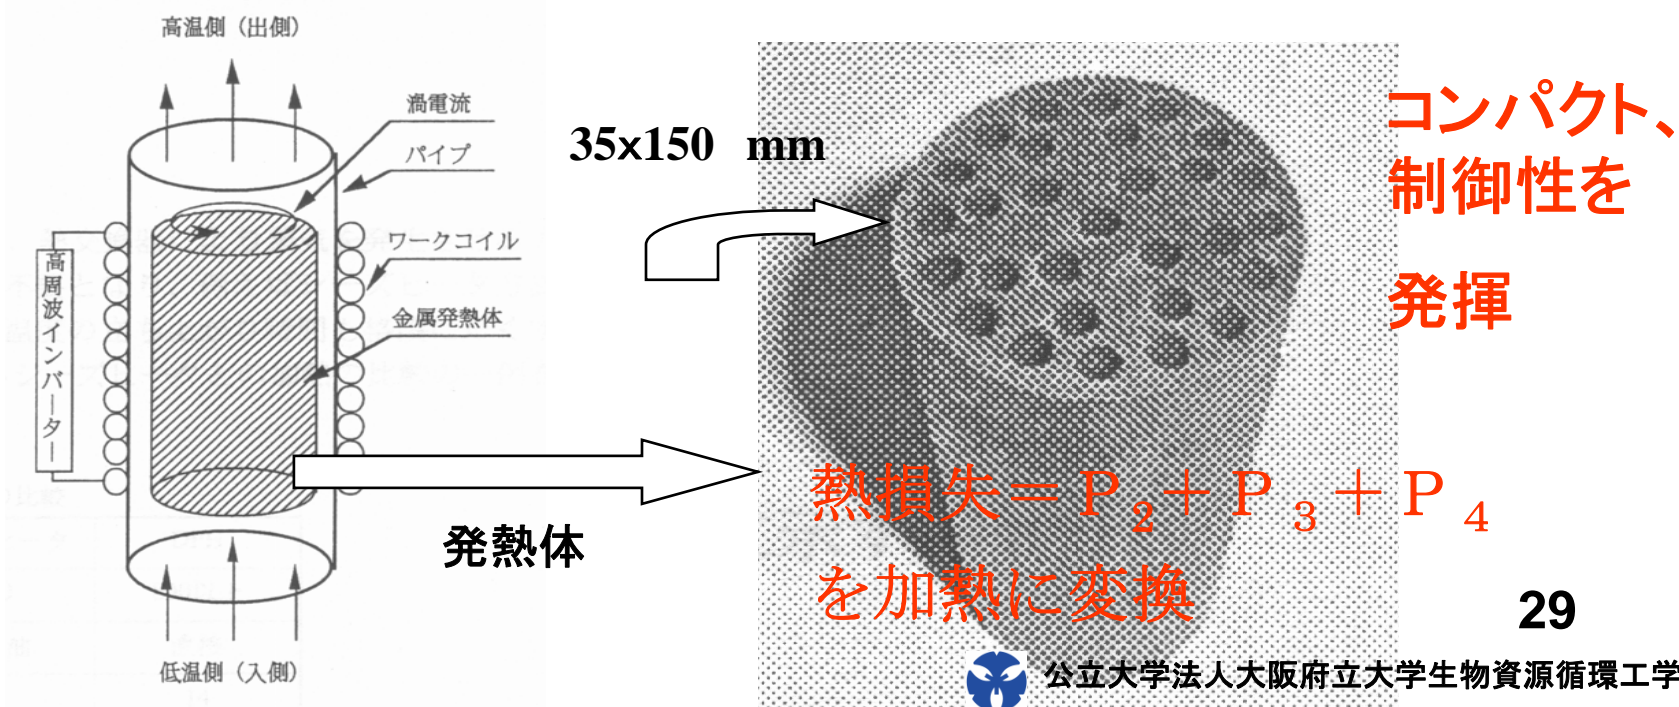 高温側（出側）
渦電流
パイプ
ワークコイル
金属発熱体
高周波インバーター
低温側（入側）
35x150 mm
発熱体
コンパクト、
制御性を
発揮
熱損失＝Ｐ₂＋Ｐ₃＋Ｐ₄
を加熱に変換
29
公立大学法人大阪府立大学生物資源循環工学